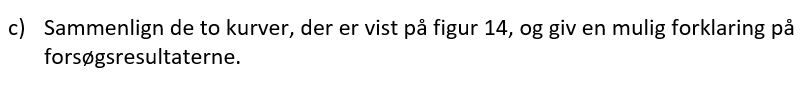 c) Sammenlign de to kurver, der er vist på figur 14, og giv en mulig forklaring på
forsøgsresultaterne.